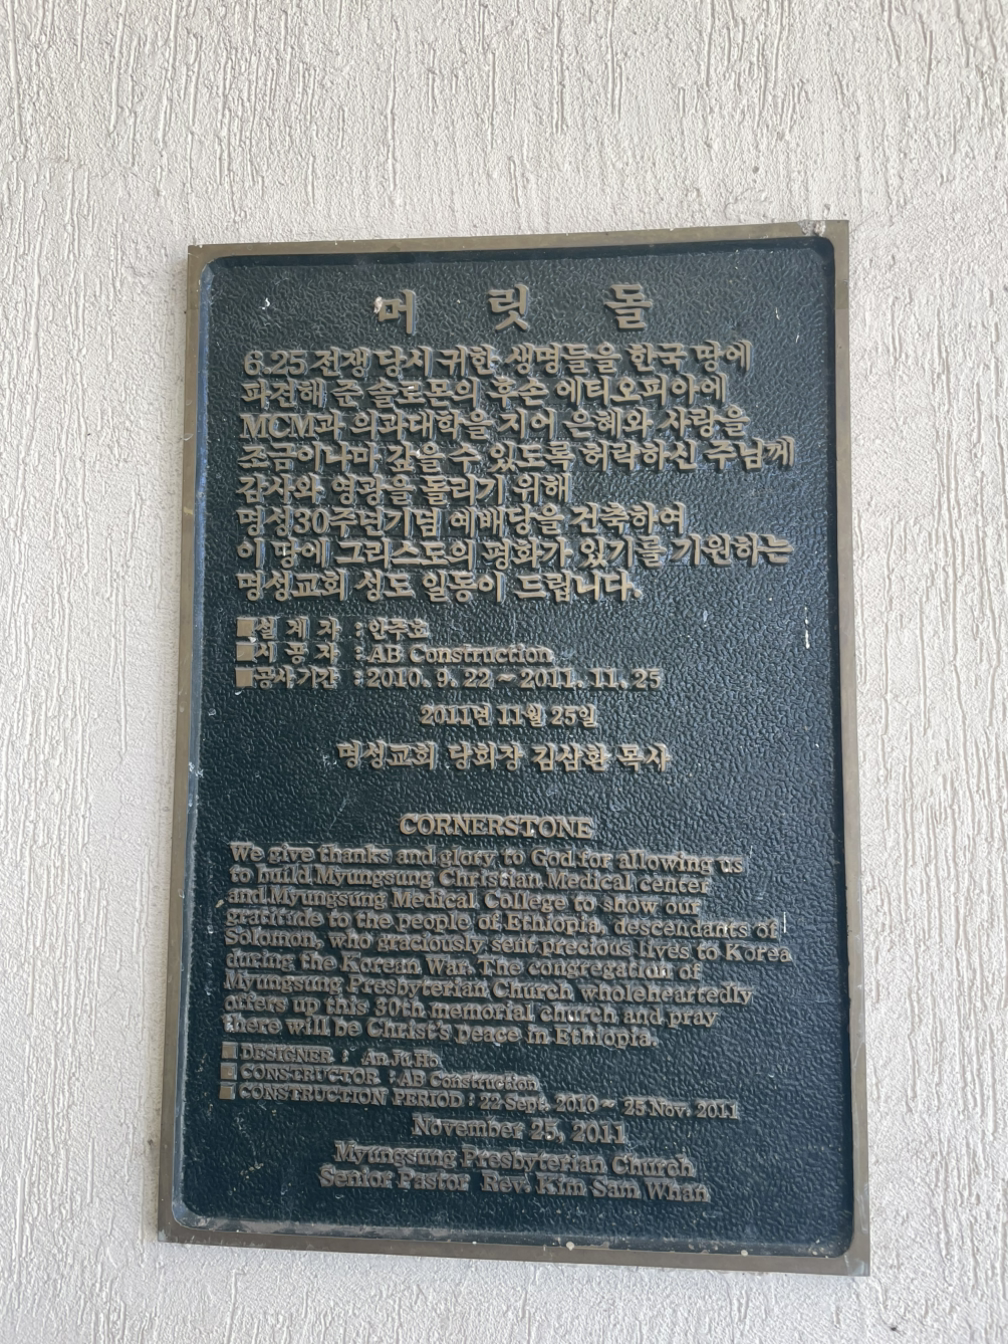 머릿돌
6.25 전쟁 당시 귀한 생명들을 한국 땅에
파견해 준 솔로몬의 후손 에티오피아에
MCM과 의과대학을 지어 은혜와 사랑을
조금이나마 갚을 수 있도록 허락하신 주님께
감사와 영광을 돌리기 위해
명성30주년기념 예배당을 건축하여
이 땅에 그리스도의 평화가 있기를 기원하는
명성교회 성도 일동이 드립니다.
■설 계 자 : 안주호
■시 공 자 : AB Construction
■공사기간 : 2010. 9. 22 ~ 2011. 11. 25
2011년 11월 25일
명성교회 당회장 김삼환 목사
CORNERSTONE
We give thanks and glory to God for allowing us
to build Myungsung Christian Medical center
and Myungsung Medical College to show our
gratitude to the people of Ethiopia, descendants of
Solomon, who graciously sent precious lives to Korea
during the Korean War. The congregation of
Myungsung Presbyterian Church wholeheartedly
offers up this 30th memorial church and pray
there will be Christ's peace in Ethiopia.
■ DESIGNER : An Ju Ho
■ CONSTRUCTOR : AB Construction
■ CONSTRUCTION PERIOD : 22 Sept. 2010 ~ 25 Nov. 2011
November 25, 2011
Myungsung Presbyterian Church
Senior Pastor Rev. Kim Sam Whan